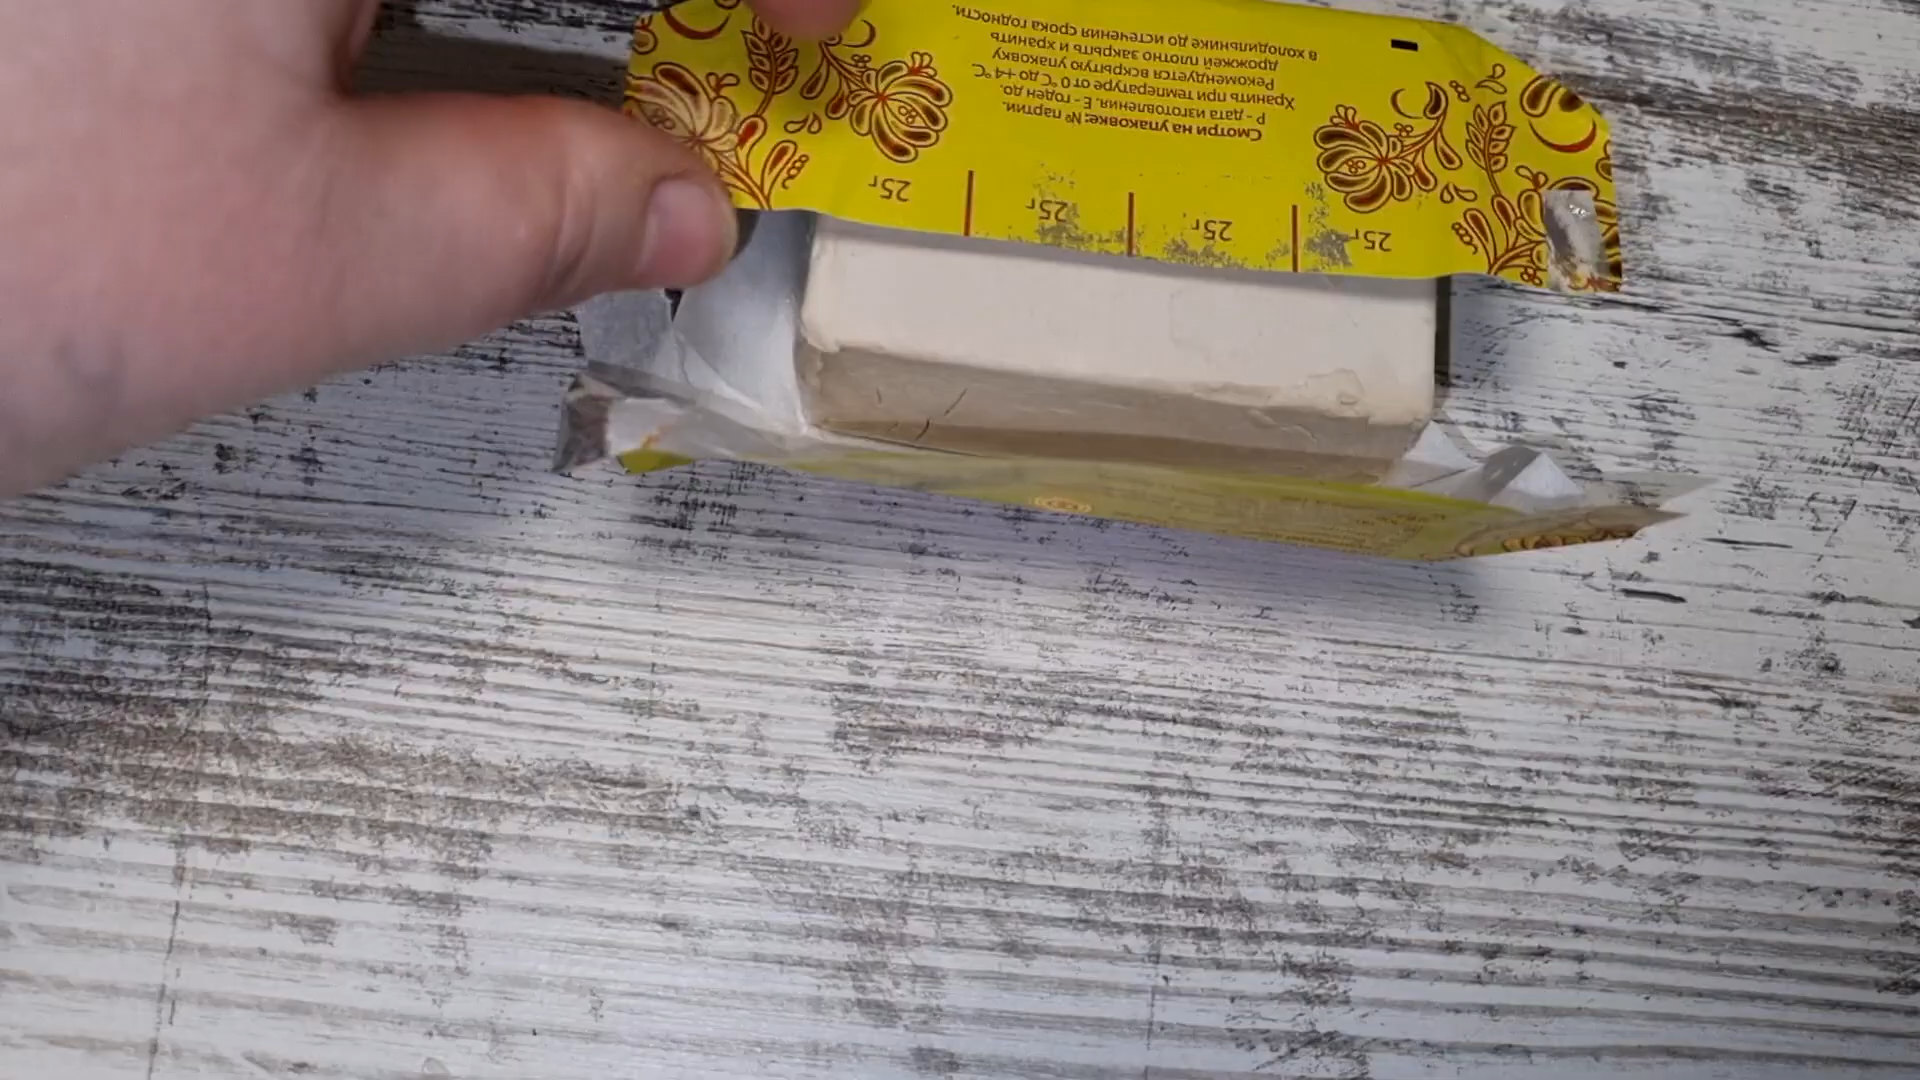 Смотри на упаковке: № партии.
Р - дата изготовления. Е - годен до.
Хранить при температуре от 0 °С до +4 °С.
Рекомендуется вскрытую упаковку
дрожжей плотно закрыть и хранить
в холодильнике до истечения срока годности.
25г
25г
25г
25г